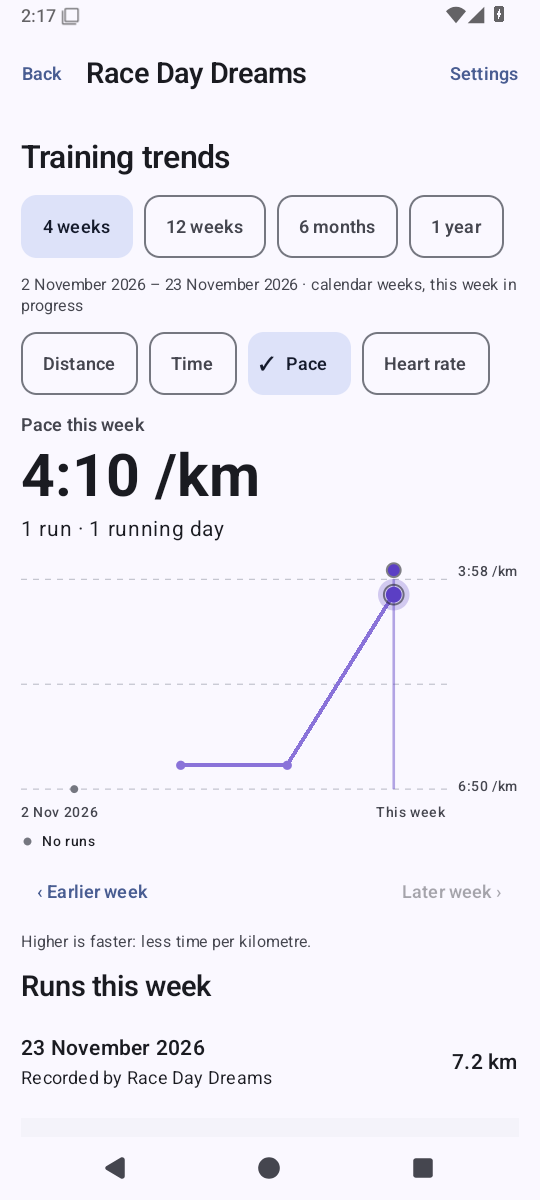 2:17
Back Race Day Dreams Settings
Training trends
4 weeks 12 weeks 6 months 1 year
2 November 2026 – 23 November 2026 · calendar weeks, this week in
progress
Distance Time ✓ Pace Heart rate
Pace this week
4:10 /km
1 run · 1 running day
3:58 /km
6:50 /km
2 Nov 2026 This week
No runs
‹ Earlier week Later week ›
Higher is faster: less time per kilometre.
Runs this week
23 November 2026
7.2 km
Recorded by Race Day Dreams